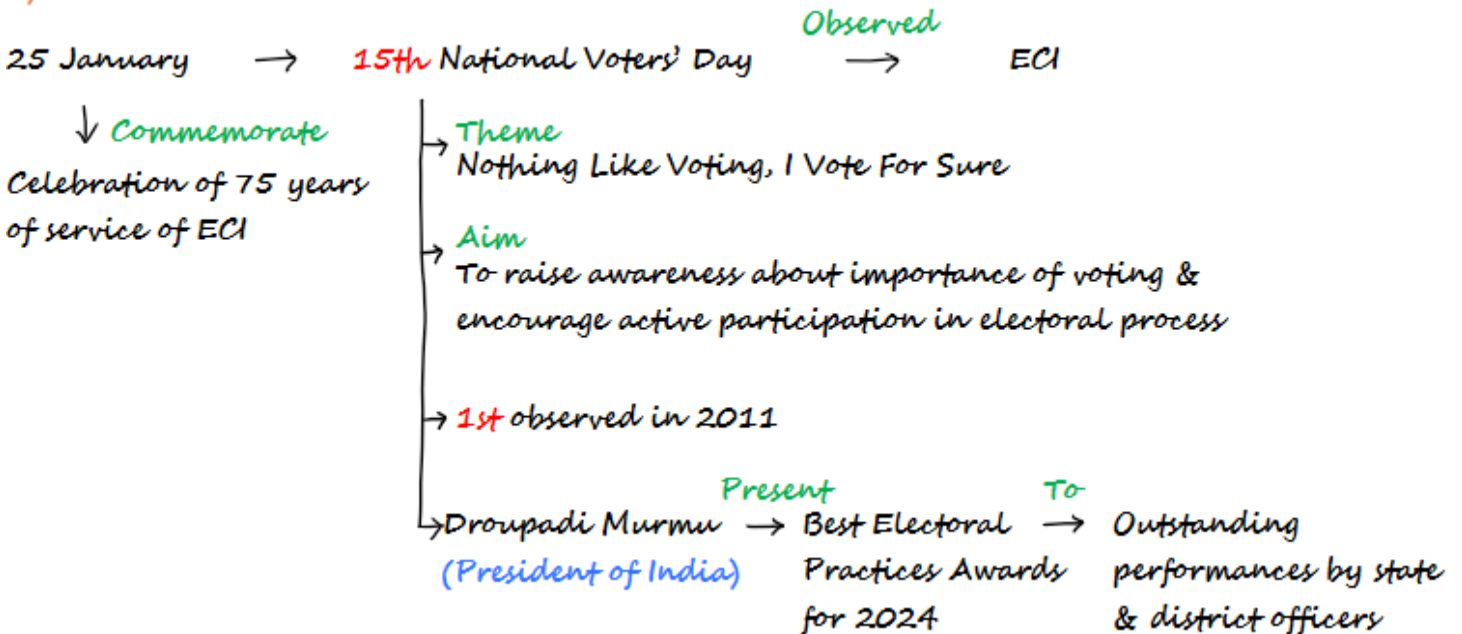 Observed
25 January → 15th National Voters' Day → ECI
↓ Commemorate
Celebration of 75 years
of service of ECI
Theme
Nothing Like Voting, I Vote For Sure
Aim
To raise awareness about importance of voting &
encourage active participation in electoral process
1st observed in 2011
Present To
Droupadi Murmu → Best Electoral → Outstanding
(President of India) Practices Awards performances by state
for 2024 & district officers